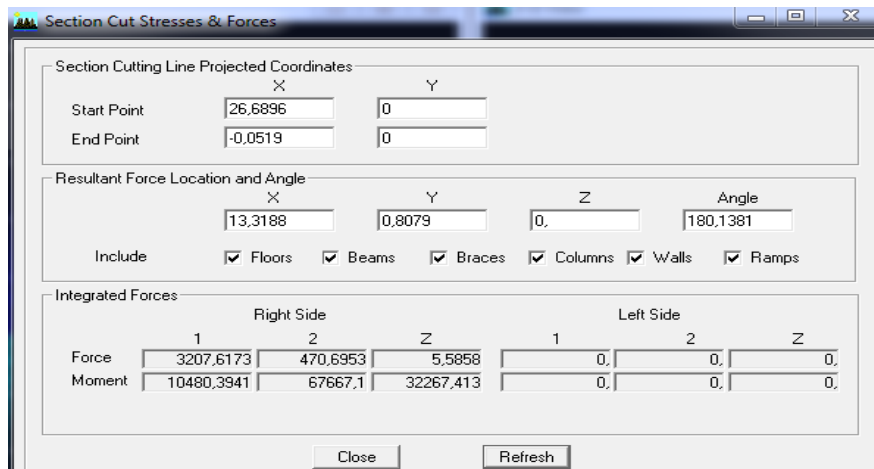 Section Cut Stresses & Forces
Section Cutting Line Projected Coordinates
X Y
Start Point 26,6896 0
End Point -0,0519 0
Resultant Force Location and Angle
X Y Z Angle
13,3188 0,8079 0, 180,1381
Include Floors Beams Braces Columns Walls Ramps
Integrated Forces
Right Side Left Side
1 2 Z 1 2 Z
Force 3207,6173 470,6953 5,5858 0, 0, 0,
Moment 10480,3941 67667,1 32267,413 0, 0, 0,
Close Refresh